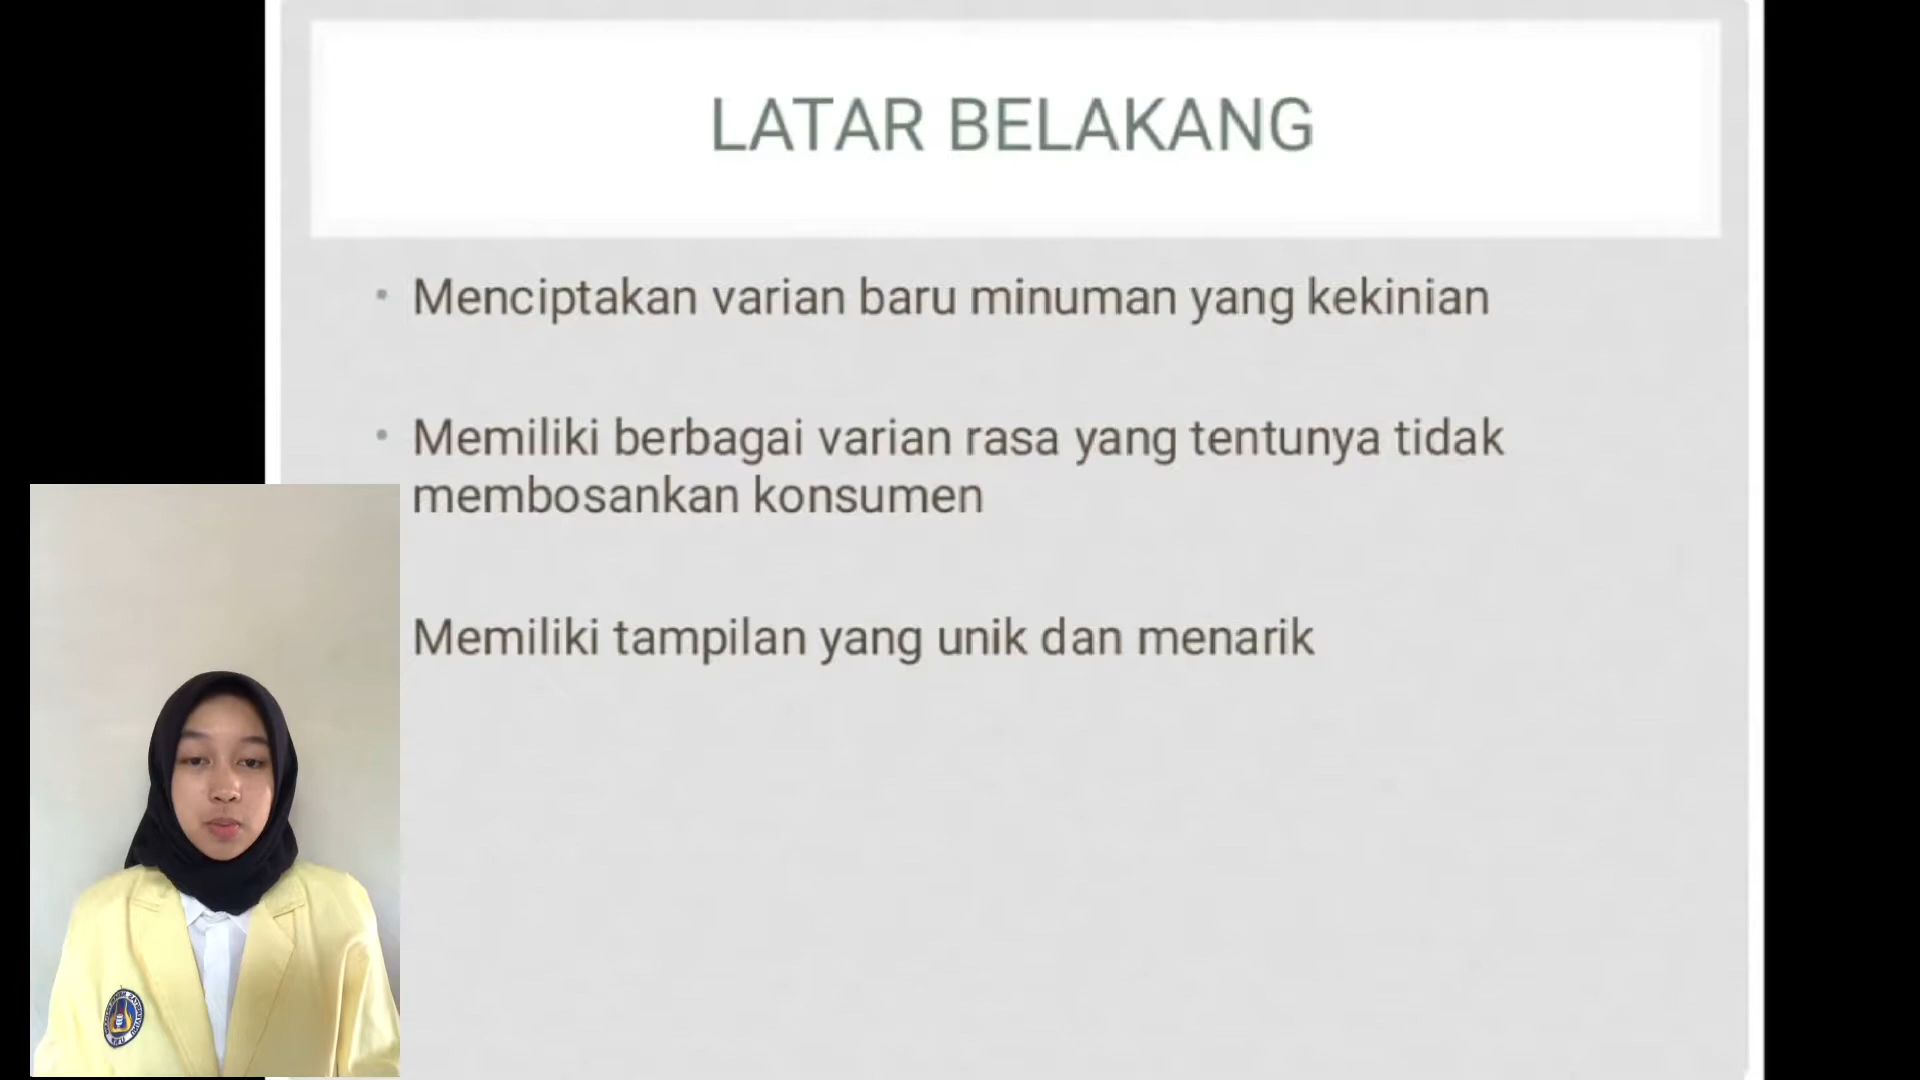 LATAR BELAKANG
• Menciptakan varian baru minuman yang kekinian
• Memiliki berbagai varian rasa yang tentunya tidak
membosankan konsumen
Memiliki tampilan yang unik dan menarik